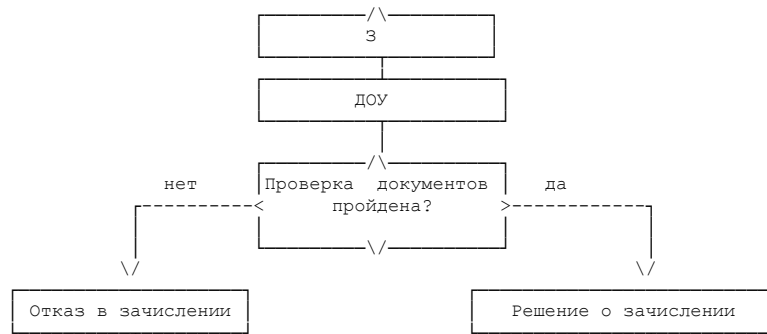 З
ДОУ
нет
Проверка документов
да
пройдена?
Отказ в зачислении
Решение о зачислении